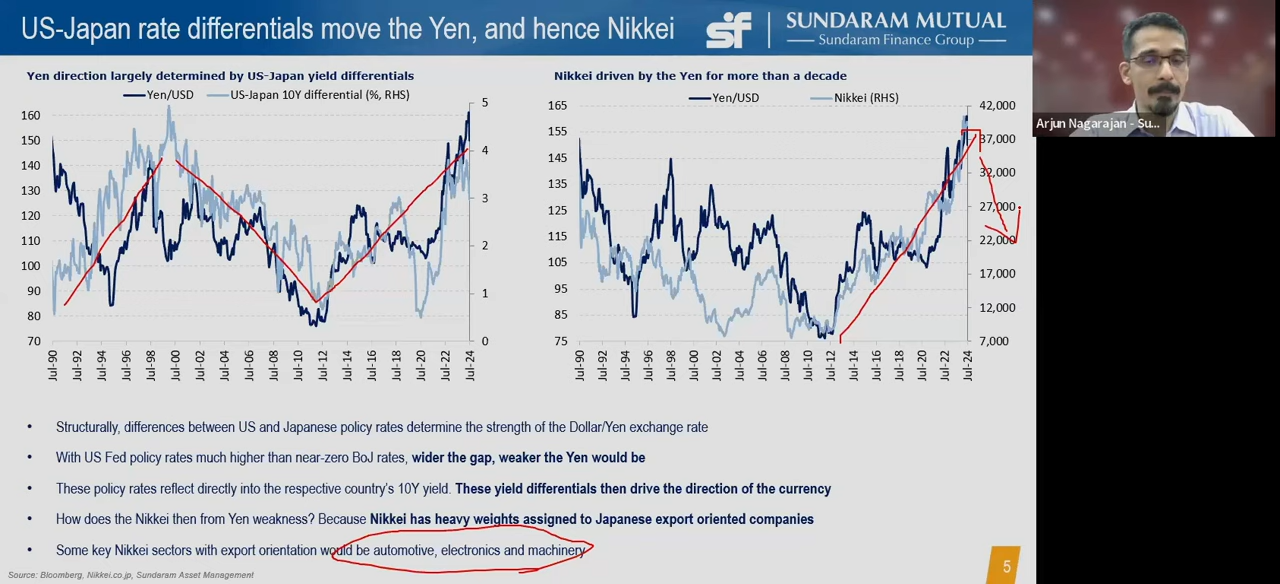 US-Japan rate differentials move the Yen, and hence Nikkei
sf
SUNDARAM MUTUAL
Sundaram Finance Group
Arjun Nagarajan - Su...
Yen direction largely determined by US-Japan yield differentials
Yen/USD
US-Japan 10Y differential (%, RHS)
160
150
140
130
120
110
100
90
80
70
5
4
3
2
1
0
Jul-90
Jul-92
Jul-94
Jul-96
Jul-98
Jul-00
Jul-02
Jul-04
Jul-06
Jul-08
Jul-10
Jul-12
Jul-14
Jul-16
Jul-18
Jul-20
Jul-22
Jul-24
Nikkei driven by the Yen for more than a decade
Yen/USD
Nikkei (RHS)
165
155
145
135
125
115
105
95
85
75
42,000
37,000
32,000
27,000
22,000
17,000
12,000
7,000
Jul-90
Jul-92
Jul-94
Jul-96
Jul-98
Jul-00
Jul-02
Jul-04
Jul-06
Jul-08
Jul-10
Jul-12
Jul-14
Jul-16
Jul-18
Jul-20
Jul-22
Jul-24
• Structurally, differences between US and Japanese policy rates determine the strength of the Dollar/Yen exchange rate
• With US Fed policy rates much higher than near-zero BoJ rates, wider the gap, weaker the Yen would be
• These policy rates reflect directly into the respective country's 10Y yield. These yield differentials then drive the direction of the currency
• How does the Nikkei then from Yen weakness? Because Nikkei has heavy weights assigned to Japanese export oriented companies
• Some key Nikkei sectors with export orientation would be automotive, electronics and machinery
Source: Bloomberg, Nikkei.co.jp, Sundaram Asset Management
5